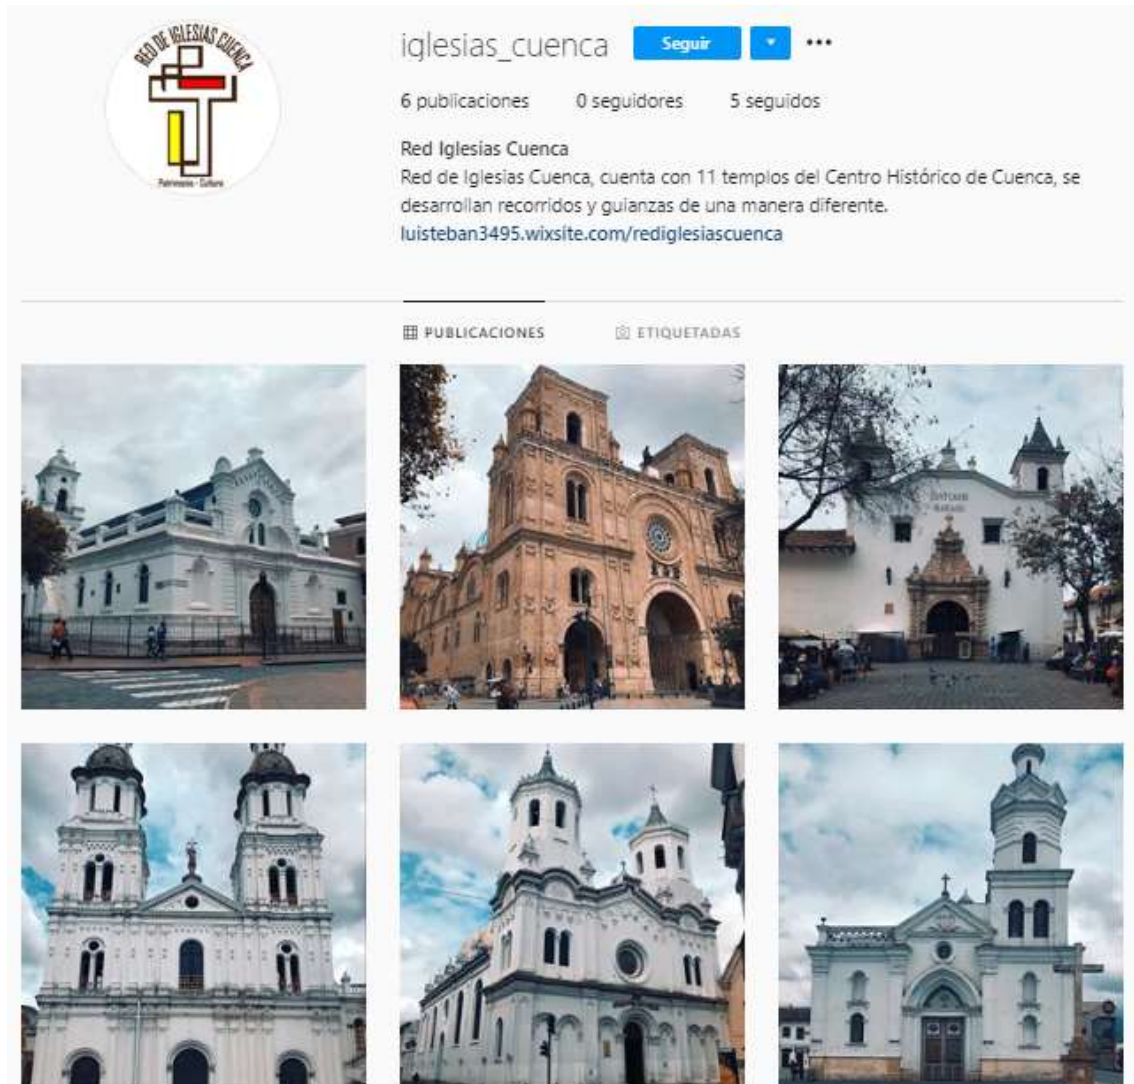 RED DE IGLESIAS CUENCA
Patrimonio - Cultura
iglesias_cuenca
Seguir
6 publicaciones 0 seguidores 5 seguidos
Red Iglesias Cuenca
Red de Iglesias Cuenca, cuenta con 11 templos del Centro Histórico de Cuenca, se
desarrollan recorridos y guianzas de una manera diferente.
luisteban3495.wixsite.com/rediglesiascuenca
PUBLICACIONES ETIQUETADAS